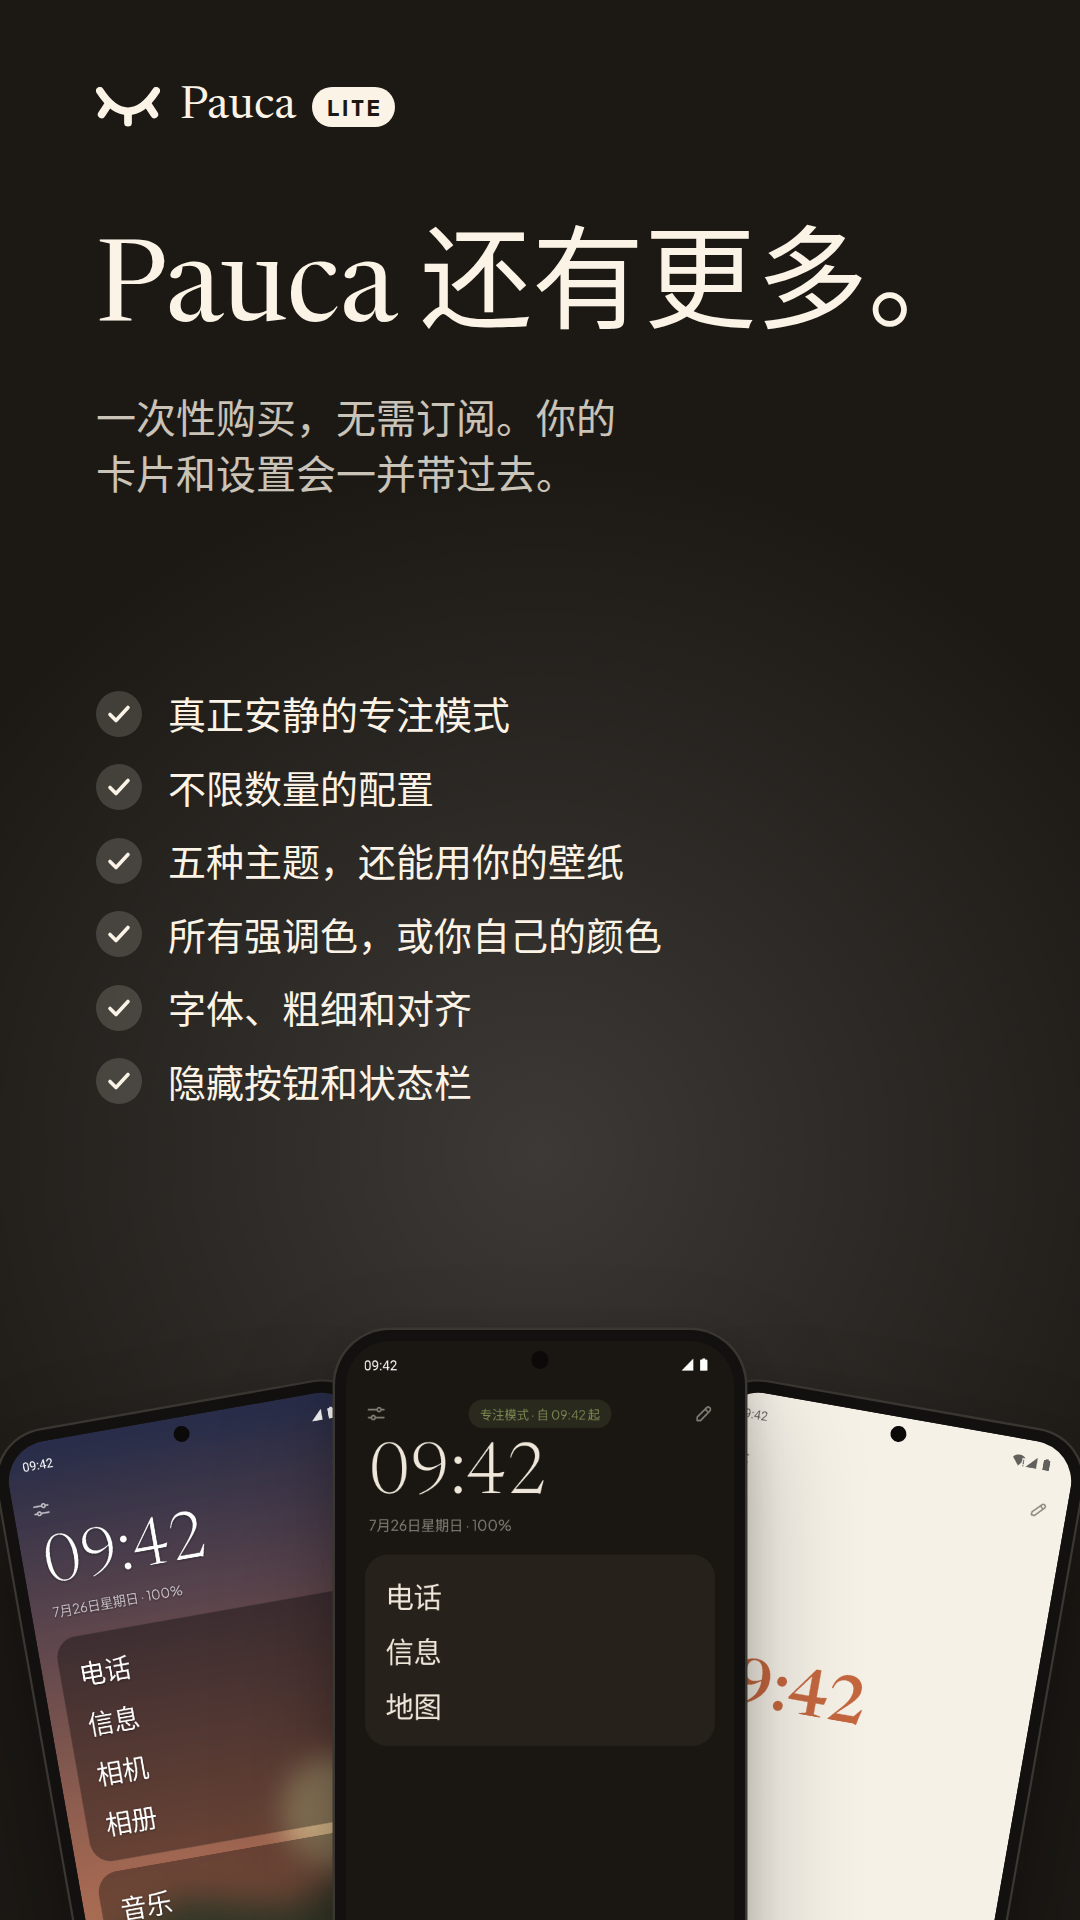 Pauca LITE
Pauca 还有更多。
一次性购买，无需订阅。你的
卡片和设置会一并带过去。
真正安静的专注模式
不限数量的配置
五种主题，还能用你的壁纸
所有强调色，或你自己的颜色
字体、粗细和对齐
隐藏按钮和状态栏
09:42
09:42
7月26日星期日 · 100%
电话
信息
相机
相册
音乐
09:42
专注模式 · 自 09:42 起
09:42
7月26日星期日 · 100%
电话
信息
地图
9:42
9:42